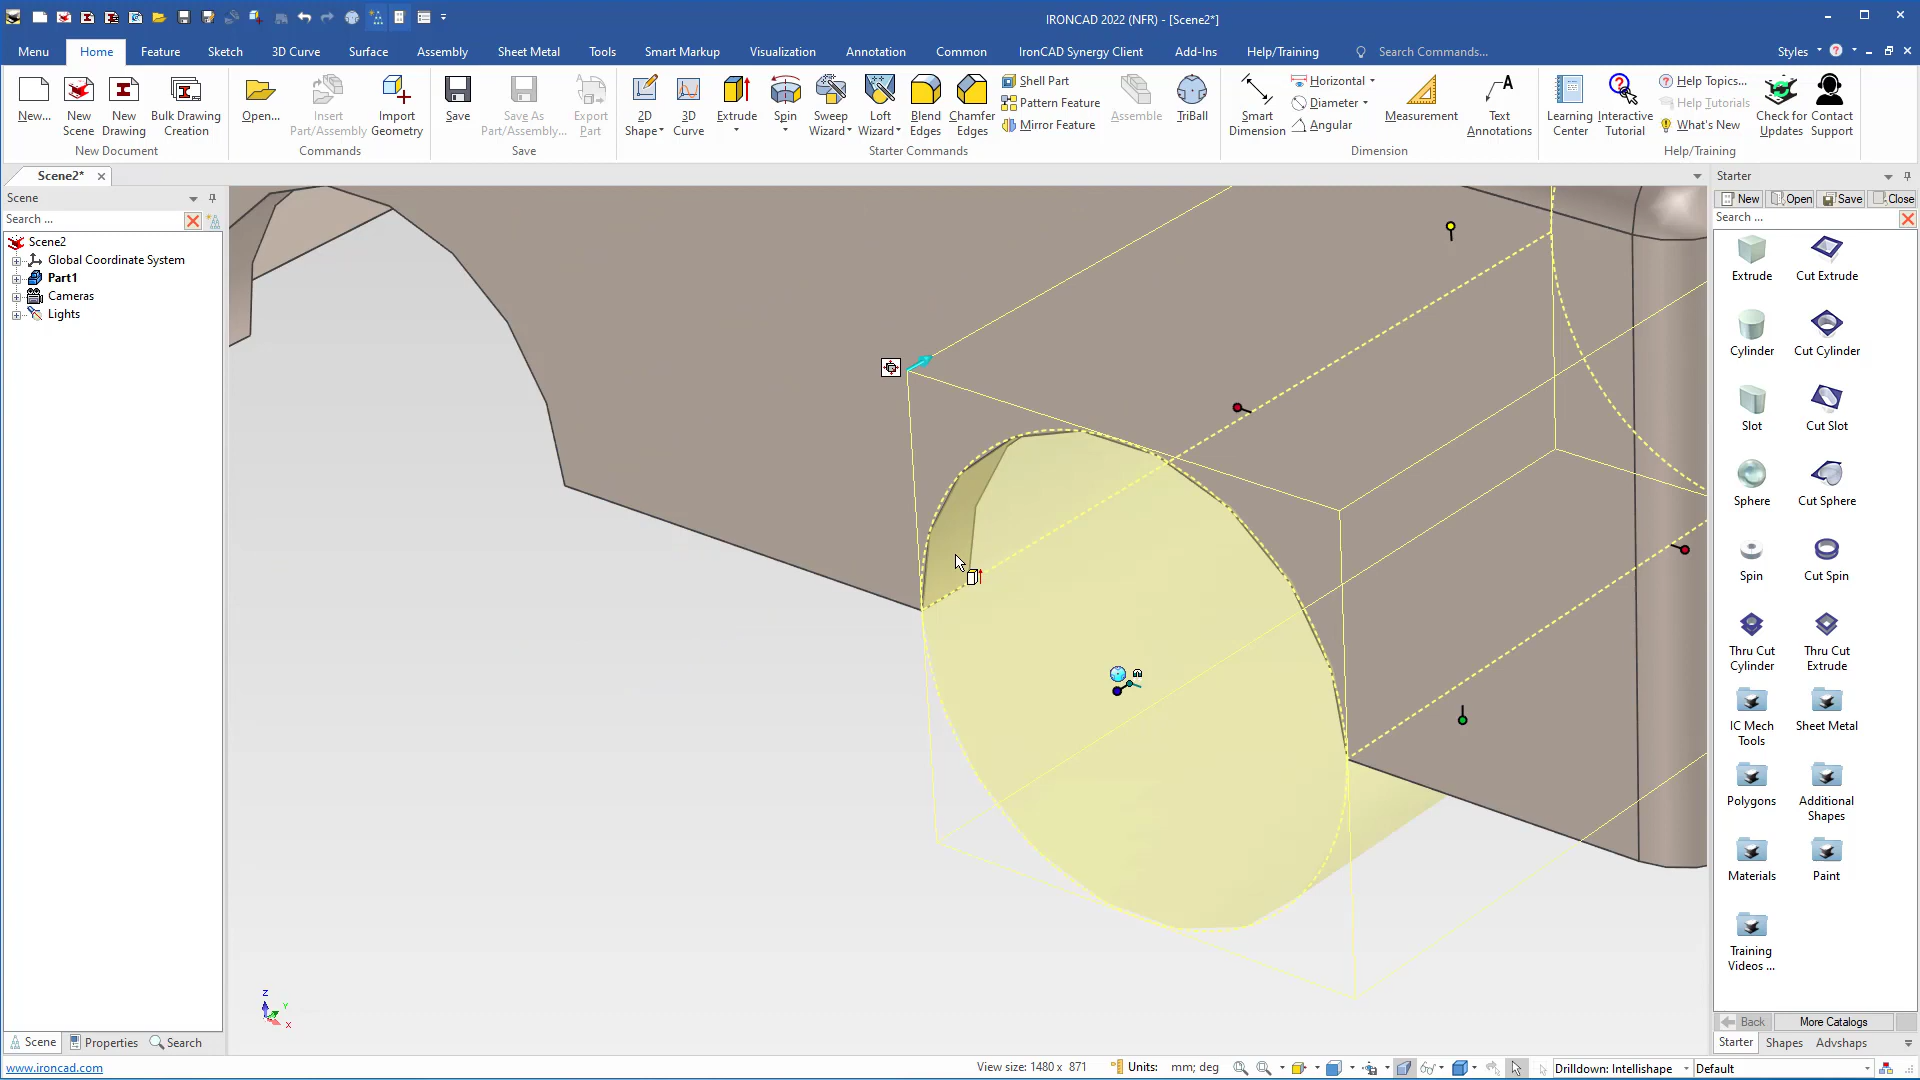 IRONCAD 2022 (NFR) - [Scene2*]
Menu Home Feature Sketch 3D Curve Surface Assembly Sheet Metal Tools Smart Markup Visualization Annotation Common IronCAD Synergy Client Add-Ins Help/Training Search Commands... Styles
New... New Scene New Drawing Bulk Drawing Creation
New Document
Open... Insert Part/Assembly Import Geometry
Commands
Save Save As Part/Assembly... Export Part
Save
2D Shape 3D Curve Extrude Spin Sweep Wizard Loft Wizard Blend Edges Chamfer Edges
Shell Part
Pattern Feature
Mirror Feature
Assemble TriBall
Starter Commands
Smart Dimension
Horizontal
Diameter
Angular
Measurement Text Annotations
Dimension
Learning Center Interactive Tutorial
Help Topics...
Help Tutorials
What's New
Check for Updates Contact Support
Help/Training
Scene2*
Scene
Search ...
Scene2
Global Coordinate System
Part1
Cameras
Lights
Z
Y
X
Starter
New Open Save Close
Search ...
Extrude Cut Extrude
Cylinder Cut Cylinder
Slot Cut Slot
Sphere Cut Sphere
Spin Cut Spin
Thru Cut Cylinder Thru Cut Extrude
IC Mech Tools Sheet Metal
Polygons Additional Shapes
Materials Paint
Training Videos ...
Back More Catalogs
Scene Properties Search
Starter Shapes Advshaps
www.ironcad.com
View size: 1480 x 871 Units: mm; deg Drilldown: Intellishape Default